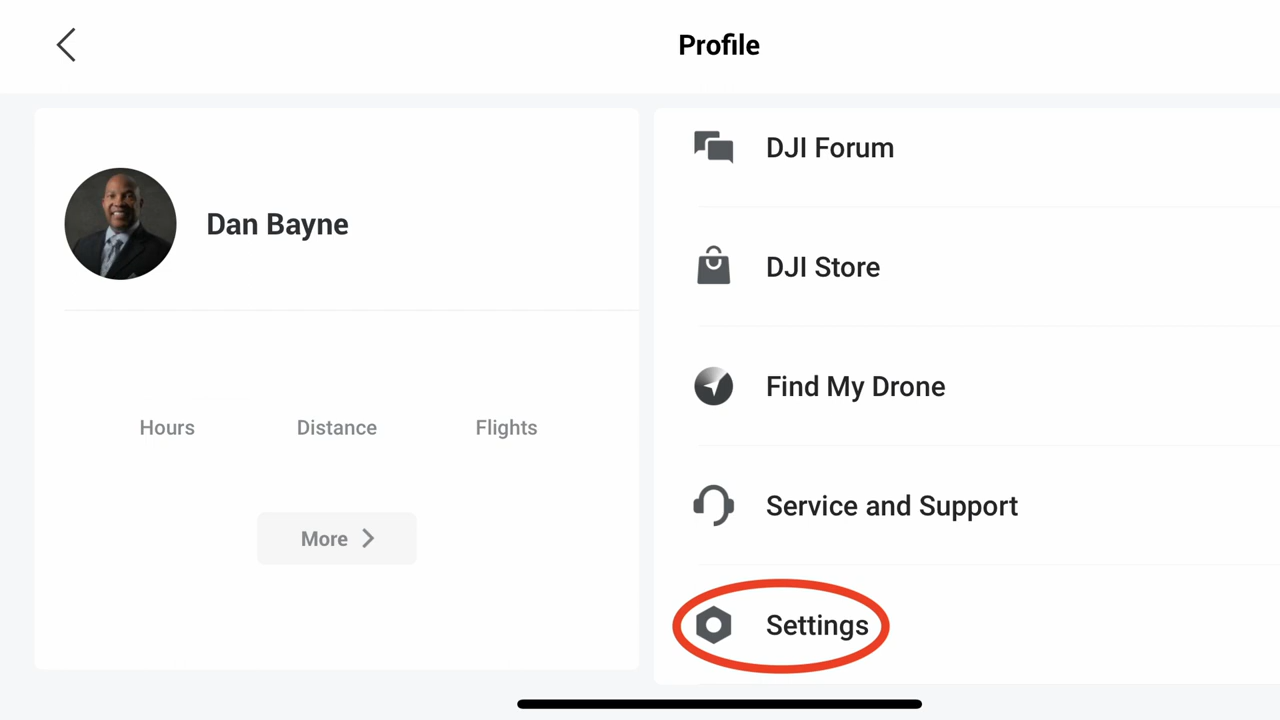 Profile
Dan Bayne
Hours
Distance
Flights
More
DJI Forum
DJI Store
Find My Drone
Service and Support
Settings